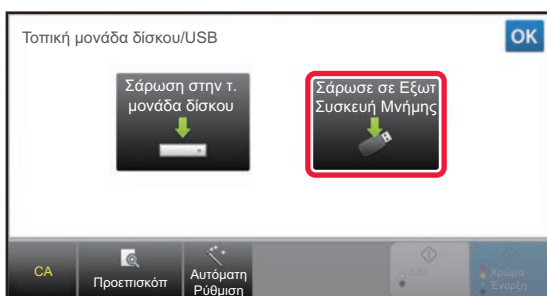 Τοπική μονάδα δίσκου/USB
OK
Σάρωση στην τ.
μονάδα δίσκου
Σάρωσε σε Εξωτ
Συσκευή Μνήμης
CA
Προεπισκόπ
Αυτόματη
Ρύθμιση
Χρώμα
Έναρξη